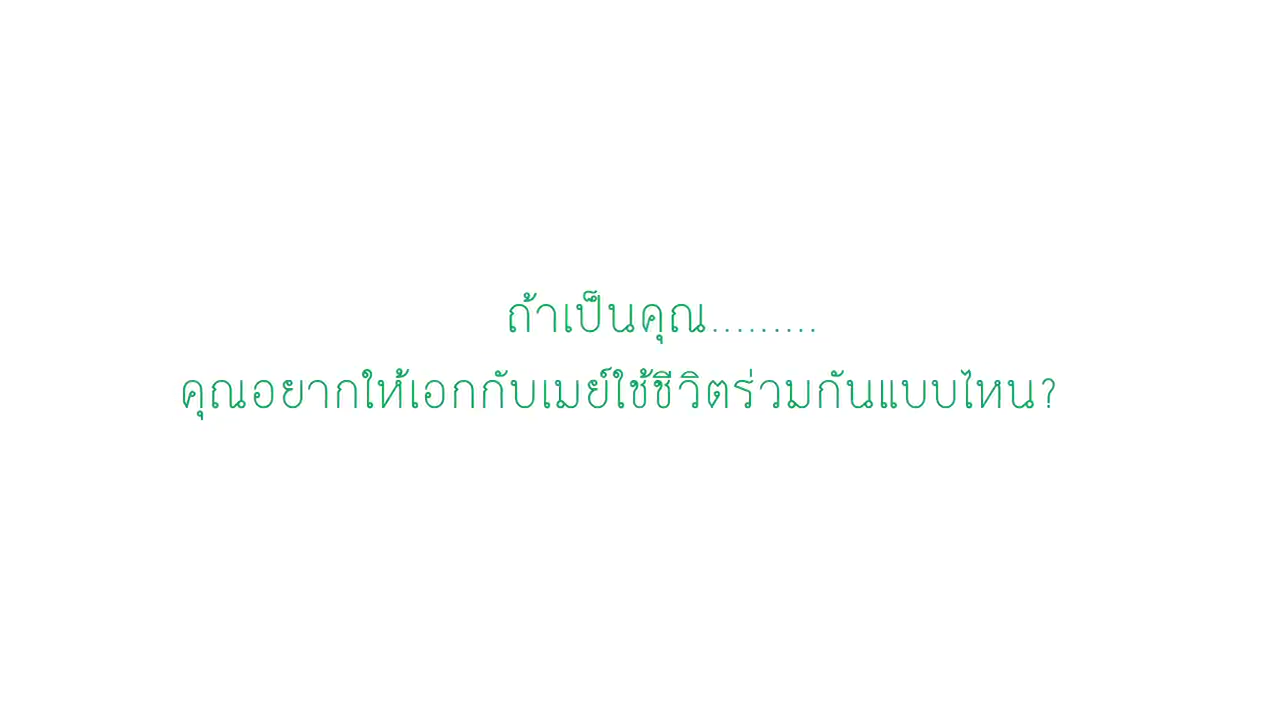 ถ้าเป็นคุณ.........
คุณอยากให้เอกกับเมย์ใช้ชีวิตร่วมกันแบบไหน?